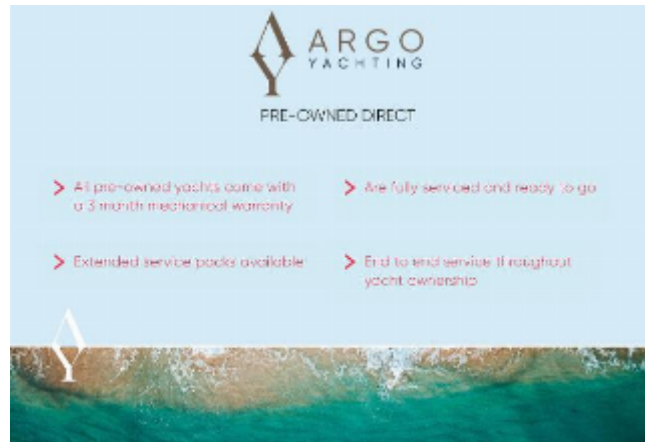 ARGO
YACHTING
PRE-OWNED DIRECT
All pre-owned yachts come with
a 3 month mechanical warranty
Are fully serviced and ready to go
Extended service packs available
End to end service throughout
yacht ownership